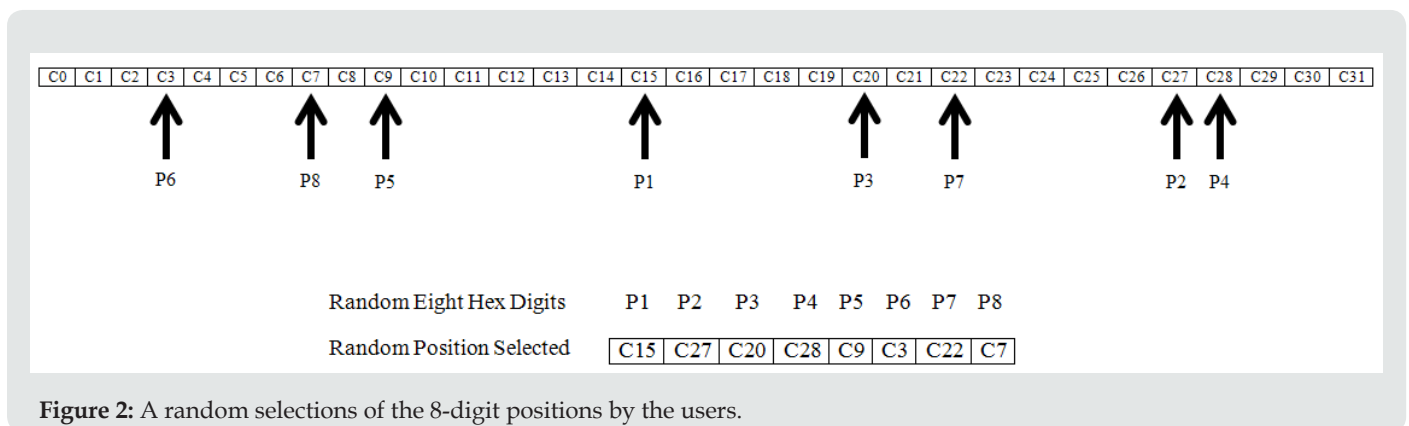 C0 C1 C2 C3 C4 C5 C6 C7 C8 C9 C10 C11 C12 C13 C14 C15 C16 C17 C18 C19 C20 C21 C22 C23 C24 C25 C26 C27 C28 C29 C30 C31
P6 P8 P5 P1 P3 P7 P2 P4
Random Eight Hex Digits P1 P2 P3 P4 P5 P6 P7 P8
Random Position Selected C15 C27 C20 C28 C9 C3 C22 C7
Figure 2: A random selections of the 8-digit positions by the users.